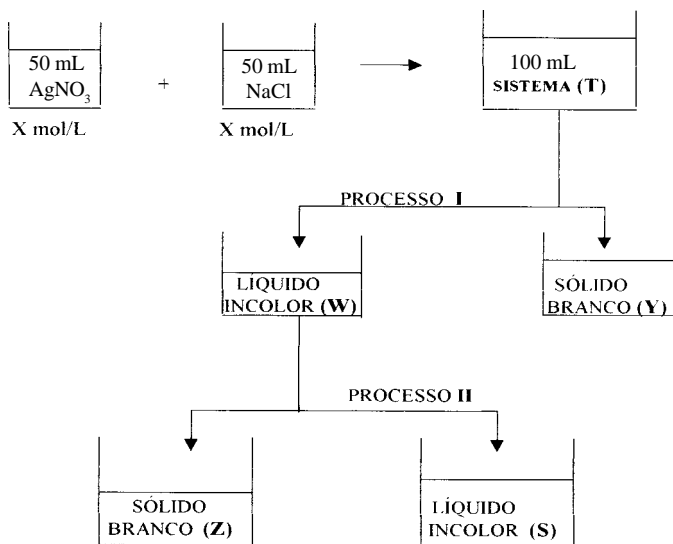 50 mL
AgNO₃
X mol/L
+
50 mL
NaCl
X mol/L
100 mL
SISTEMA (T)
PROCESSO I
LÍQUIDO
INCOLOR (W)
SÓLIDO
BRANCO (Y)
PROCESSO II
SÓLIDO
BRANCO (Z)
LÍQUIDO
INCOLOR (S)